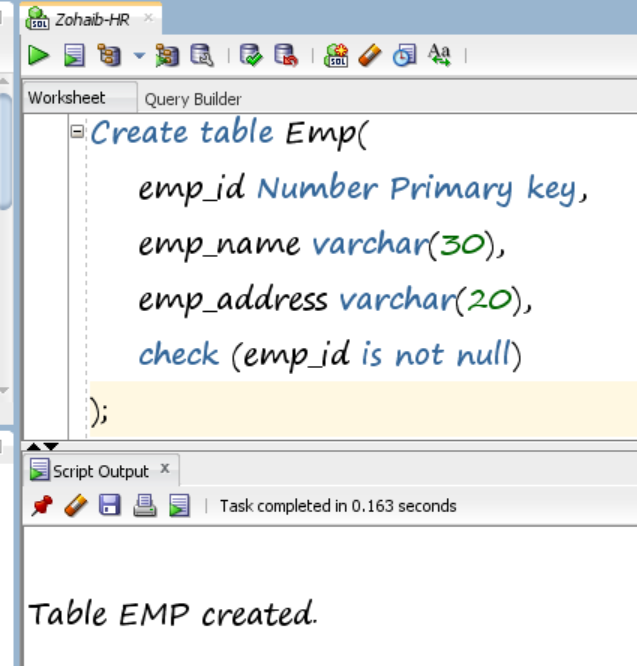 Zohaib-HR
Worksheet Query Builder
Create table Emp(
emp_id Number Primary key,
emp_name varchar(30),
emp_address varchar(20),
check (emp_id is not null)
);
Script Output x
Task completed in 0.163 seconds
Table EMP created.